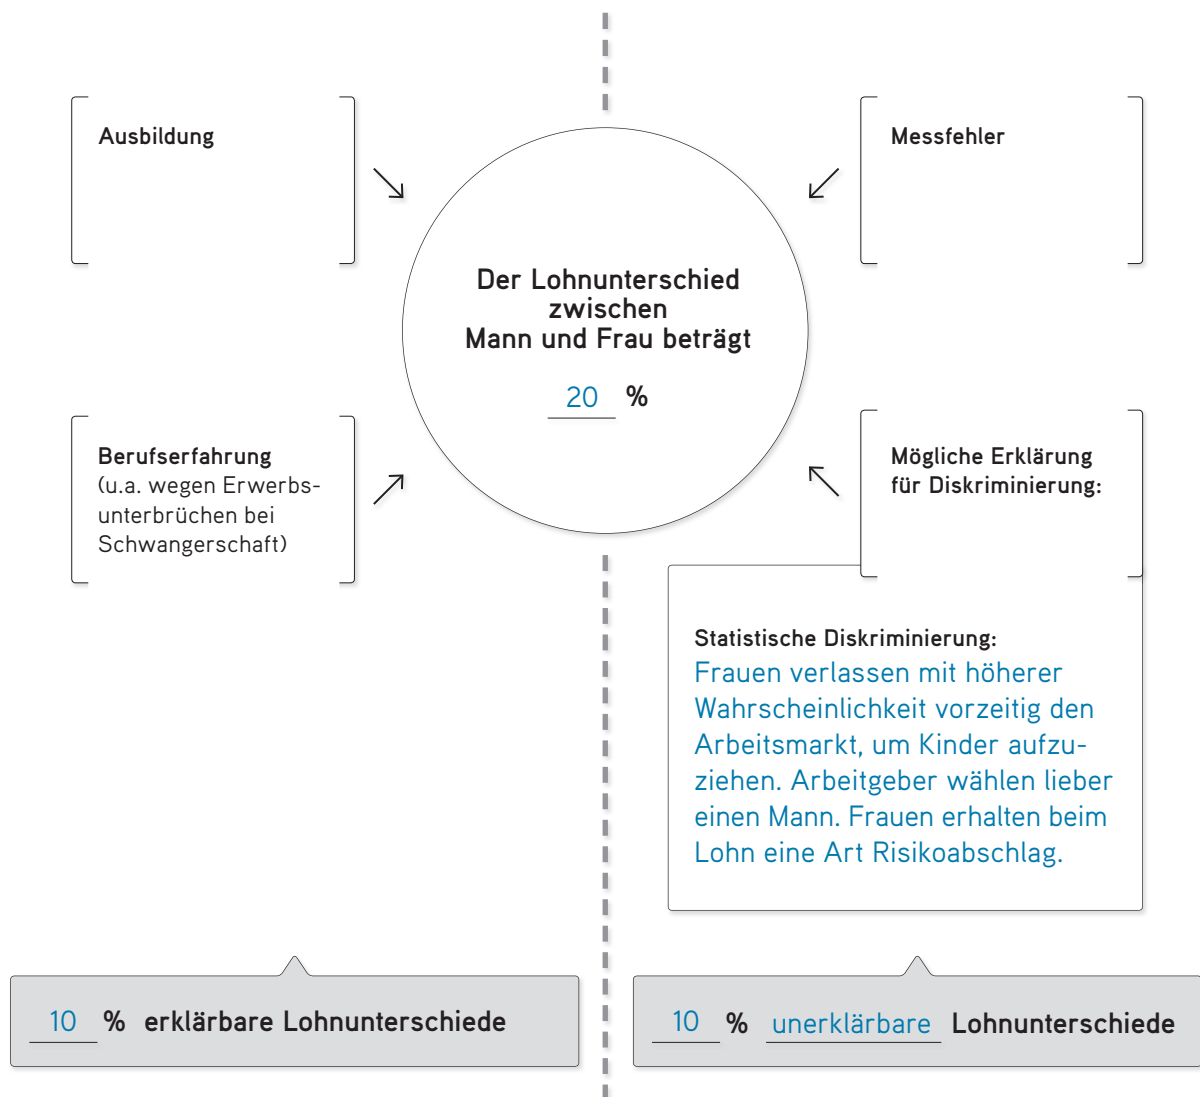 Ausbildung
Messfehler
Der Lohnunterschied
zwischen
Mann und Frau beträgt
20 %
Berufserfahrung
(u.a. wegen Erwerbs-
unterbrüchen bei
Schwangerschaft)
Mögliche Erklärung
für Diskriminierung:
Statistische Diskriminierung:
Frauen verlassen mit höherer
Wahrscheinlichkeit vorzeitig den
Arbeitsmarkt, um Kinder aufzu-
ziehen. Arbeitgeber wählen lieber
einen Mann. Frauen erhalten beim
Lohn eine Art Risikoabschlag.
10 % erklärbare Lohnunterschiede
10 % unerklärbare Lohnunterschiede